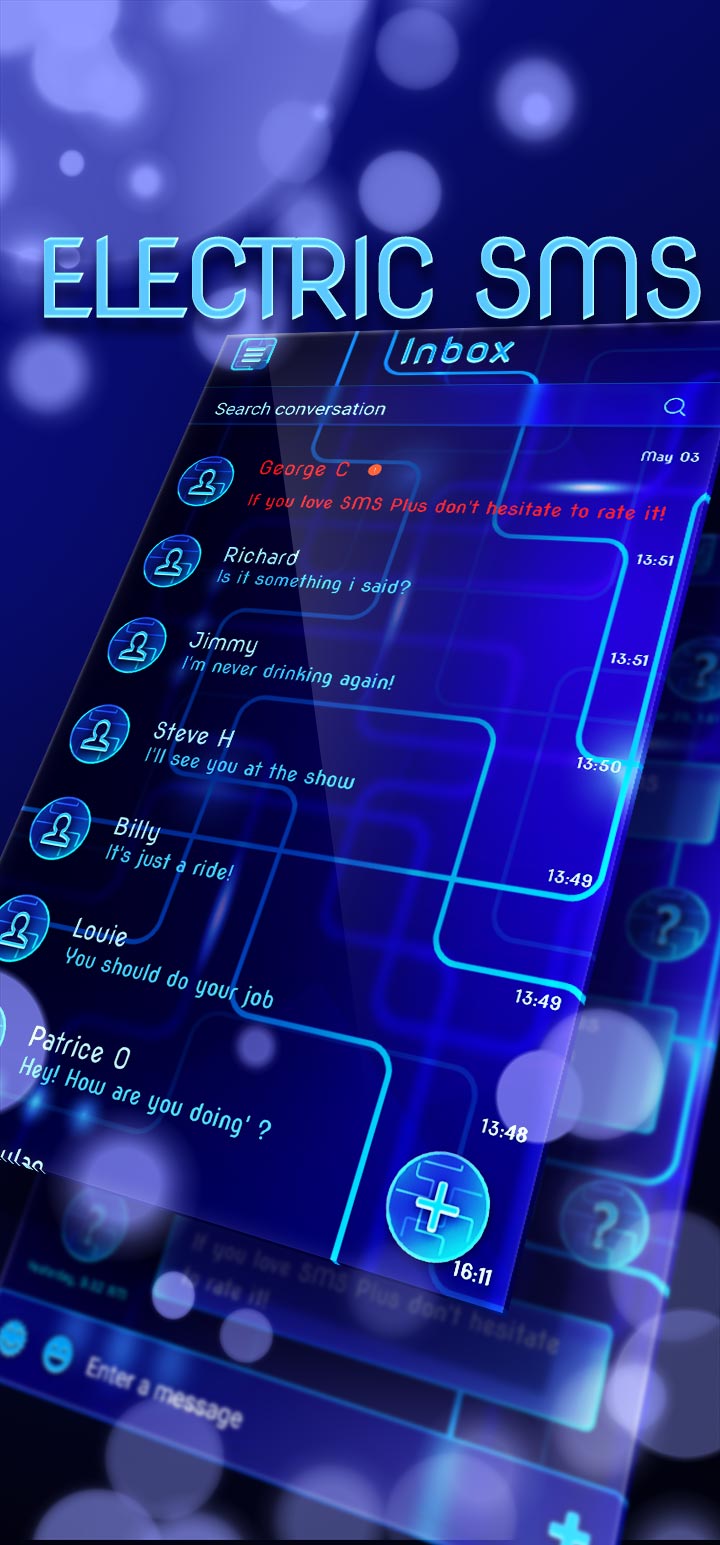 ELECTRIC SMS
Inbox
Search conversation
May 03
George C
If you love SMS Plus don't hesitate to rate it!
13:51
Richard
Is it something i said?
13:51
Jimmy
I'm never drinking again!
13:50
Steve H
I'll see you at the show
13:49
Billy
It's just a ride!
13:49
Louie
You should do your job
13:48
Patrice O
Hey! How are you doing' ?
16:11
?
?
?
?
If you love SMS Plus don't hesitate
to rate it!
Yesterday, 9:32 AM
Enter a message